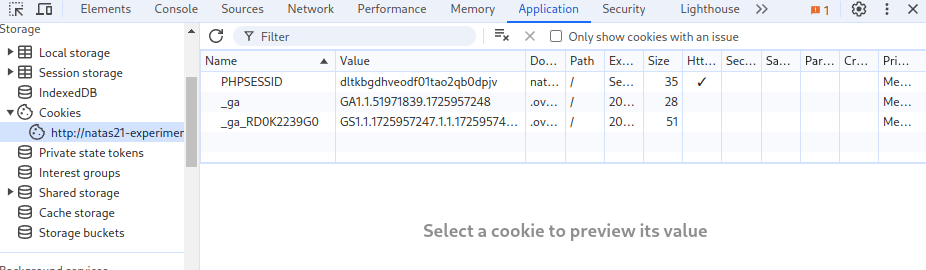 Elements Console Sources Network Performance Memory Application Security Lighthouse 1
Storage
Filter Only show cookies with an issue
Local storage
Session storage
IndexedDB
Cookies
http://natas21-experimer
Private state tokens
Interest groups
Shared storage
Cache storage
Storage buckets
Name Value Do... Path Ex... Size Htt... Sec... Sa... Par... Cr... Pri...
PHPSESSID dltkbgdhveodf01tao2qb0dpjv nat... / Se... 35 ✓ Me...
_ga GA1.1.51971839.1725957248 .ov... / 20... 28 Me...
_ga_RD0K2239G0 GS1.1.1725957247.1.1.17259574... .ov... / 20... 51 Me...
Select a cookie to preview its value
Background services